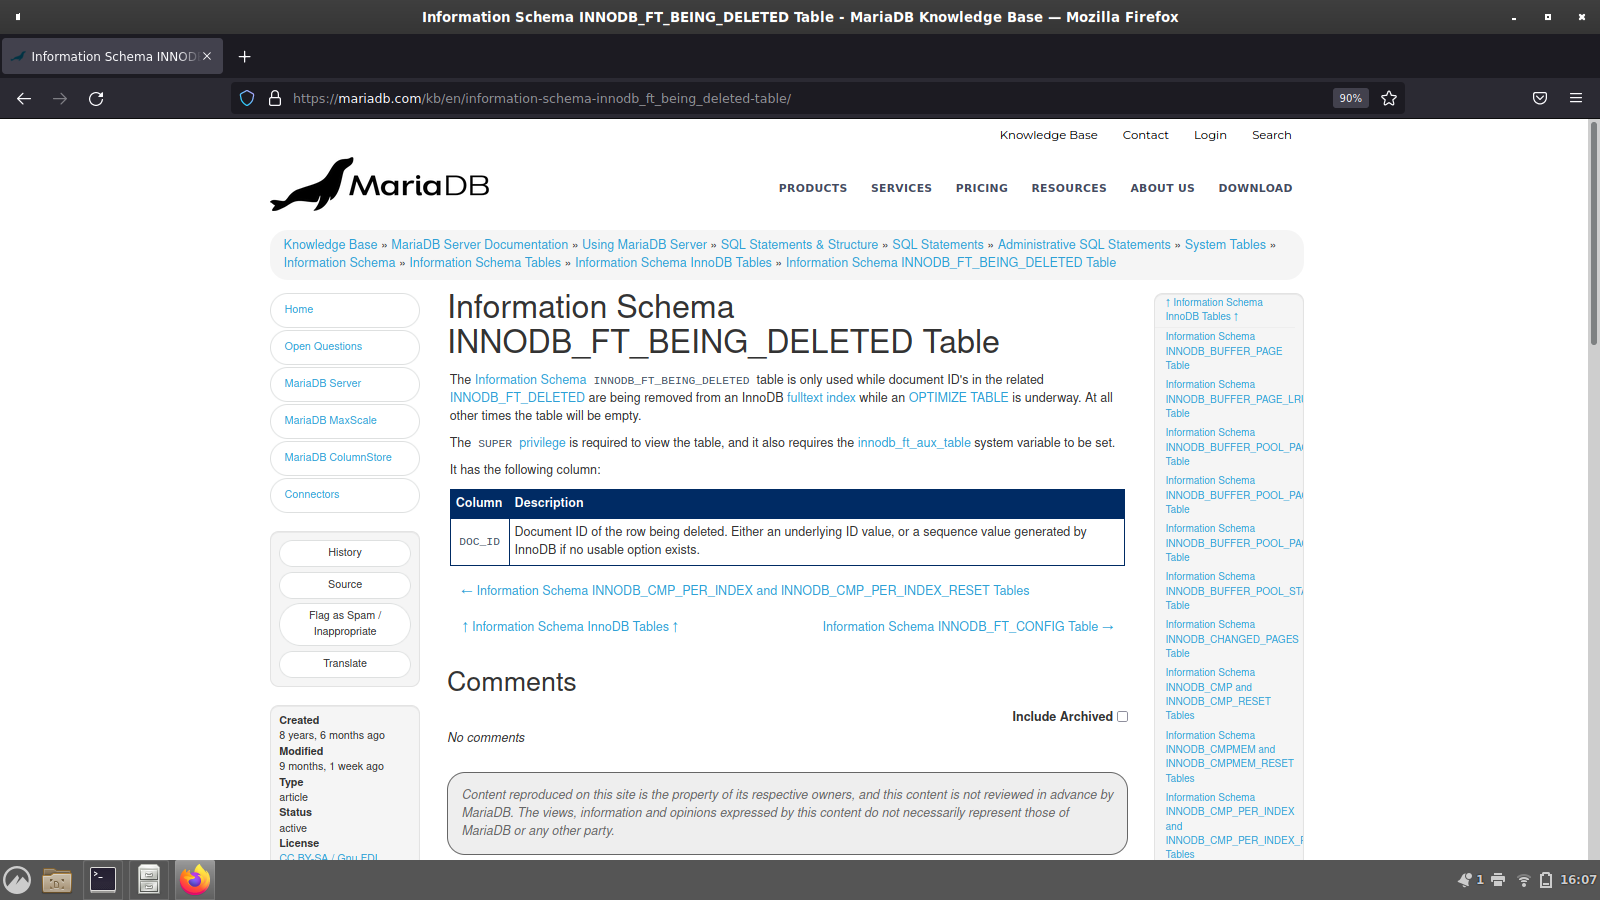 Information Schema INNODB_FT_BEING_DELETED Table - MariaDB Knowledge Base — Mozilla Firefox
Information Schema INNOD
https://mariadb.com/kb/en/information-schema-innodb_ft_being_deleted-table/
90%
Knowledge Base Contact Login Search
MariaDB
PRODUCTS SERVICES PRICING RESOURCES ABOUT US DOWNLOAD
Knowledge Base » MariaDB Server Documentation » Using MariaDB Server » SQL Statements & Structure » SQL Statements » Administrative SQL Statements » System Tables »
Information Schema » Information Schema Tables » Information Schema InnoDB Tables » Information Schema INNODB_FT_BEING_DELETED Table
Home
Open Questions
MariaDB Server
MariaDB MaxScale
MariaDB ColumnStore
Connectors
History
Source
Flag as Spam /
Inappropriate
Translate
Created
8 years, 6 months ago
Modified
9 months, 1 week ago
Type
article
Status
active
License
CC BY-SA / Gnu FDL
Information Schema
INNODB_FT_BEING_DELETED Table
The Information Schema INNODB_FT_BEING_DELETED table is only used while document ID's in the related
INNODB_FT_DELETED are being removed from an InnoDB fulltext index while an OPTIMIZE TABLE is underway. At all
other times the table will be empty.
The SUPER privilege is required to view the table, and it also requires the innodb_ft_aux_table system variable to be set.
It has the following column:
Column Description
DOC_ID Document ID of the row being deleted. Either an underlying ID value, or a sequence value generated by
InnoDB if no usable option exists.
← Information Schema INNODB_CMP_PER_INDEX and INNODB_CMP_PER_INDEX_RESET Tables
↑ Information Schema InnoDB Tables ↑ Information Schema INNODB_FT_CONFIG Table →
Comments
Include Archived
No comments
Content reproduced on this site is the property of its respective owners, and this content is not reviewed in advance by
MariaDB. The views, information and opinions expressed by this content do not necessarily represent those of
MariaDB or any other party.
↑ Information Schema
InnoDB Tables ↑
Information Schema
INNODB_BUFFER_PAGE
Table
Information Schema
INNODB_BUFFER_PAGE_LR
Table
Information Schema
INNODB_BUFFER_POOL_PA
Table
Information Schema
INNODB_BUFFER_POOL_PA
Table
Information Schema
INNODB_BUFFER_POOL_PA
Table
Information Schema
INNODB_BUFFER_POOL_STA
Table
Information Schema
INNODB_CHANGED_PAGES
Table
Information Schema
INNODB_CMP and
INNODB_CMP_RESET
Tables
Information Schema
INNODB_CMPMEM and
INNODB_CMPMEM_RESET
Tables
Information Schema
INNODB_CMP_PER_INDEX
and
INNODB_CMP_PER_INDEX_R
Tables
1 16:07